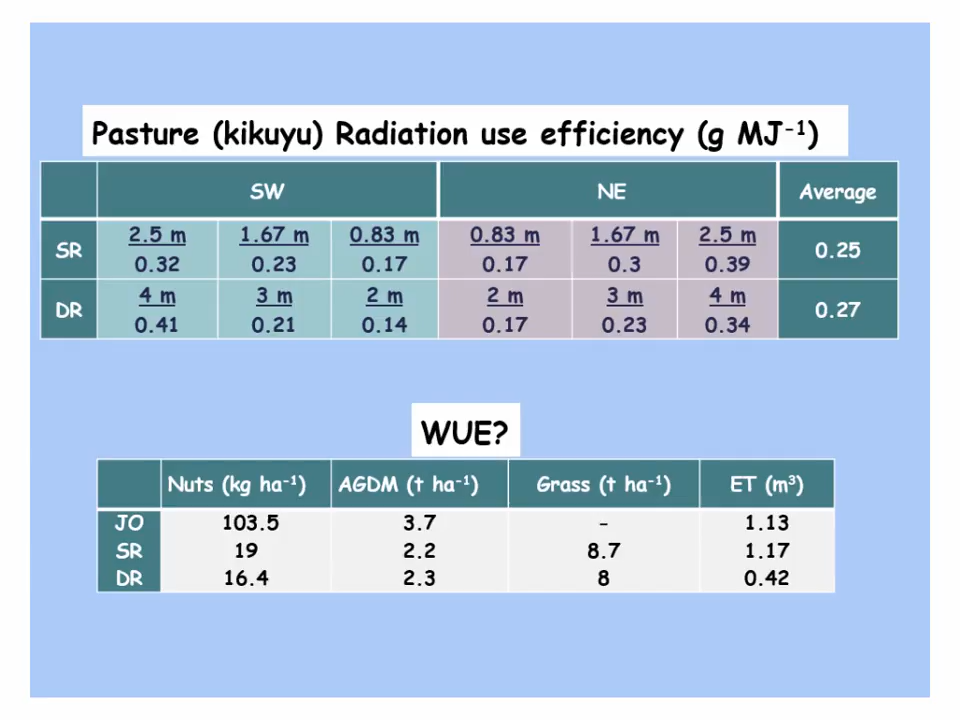 Pasture (kikuyu) Radiation use efficiency (g MJ⁻¹)
SW NE Average
SR 2.5 m 1.67 m 0.83 m 0.83 m 1.67 m 2.5 m 0.25
0.32 0.23 0.17 0.17 0.3 0.39
DR 4 m 3 m 2 m 2 m 3 m 4 m 0.27
0.41 0.21 0.14 0.17 0.23 0.34
WUE?
Nuts (kg ha⁻¹) AGDM (t ha⁻¹) Grass (t ha⁻¹) ET (m³)
JO 103.5 3.7 - 1.13
SR 19 2.2 8.7 1.17
DR 16.4 2.3 8 0.42